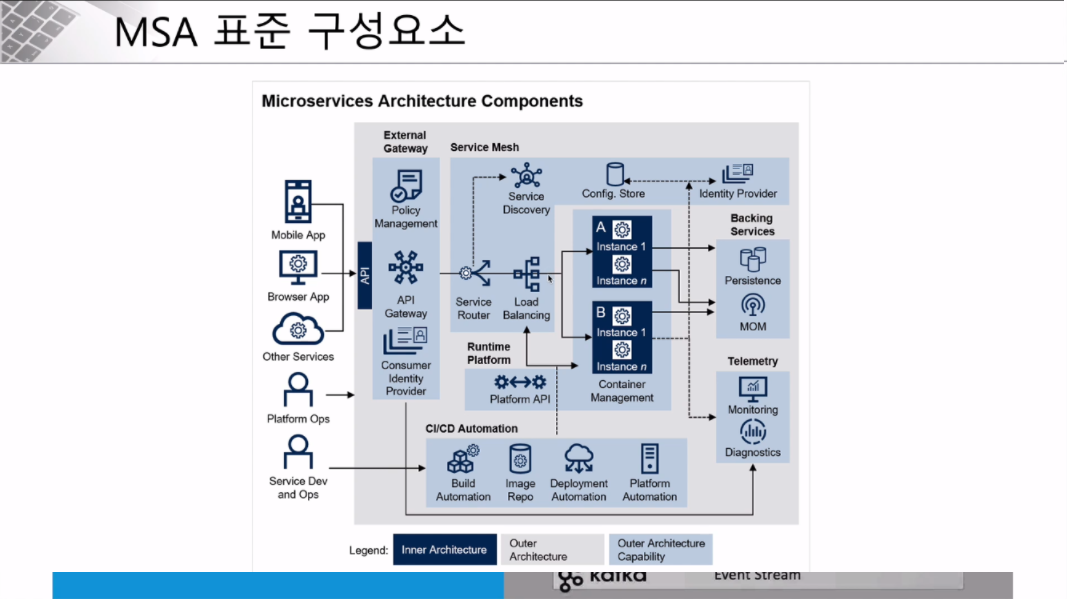 MSA 표준 구성요소
Microservices Architecture Components
External
Gateway
Service Mesh
Policy
Management
Service
Discovery
Config. Store
Identity Provider
Mobile App
Browser App
Other Services
Platform Ops
Service Dev
and Ops
API
API
Gateway
Consumer
Identity
Provider
Service
Router
Load
Balancing
A
Instance 1
Instance n
B
Instance 1
Instance n
Container
Management
Backing
Services
Persistence
MOM
Runtime
Platform
Platform API
Telemetry
Monitoring
Diagnostics
CI/CD Automation
Build
Automation
Image
Repo
Deployment
Automation
Platform
Automation
Legend:
Inner Architecture
Outer
Architecture
Outer Architecture
Capability
kafka
Event Stream